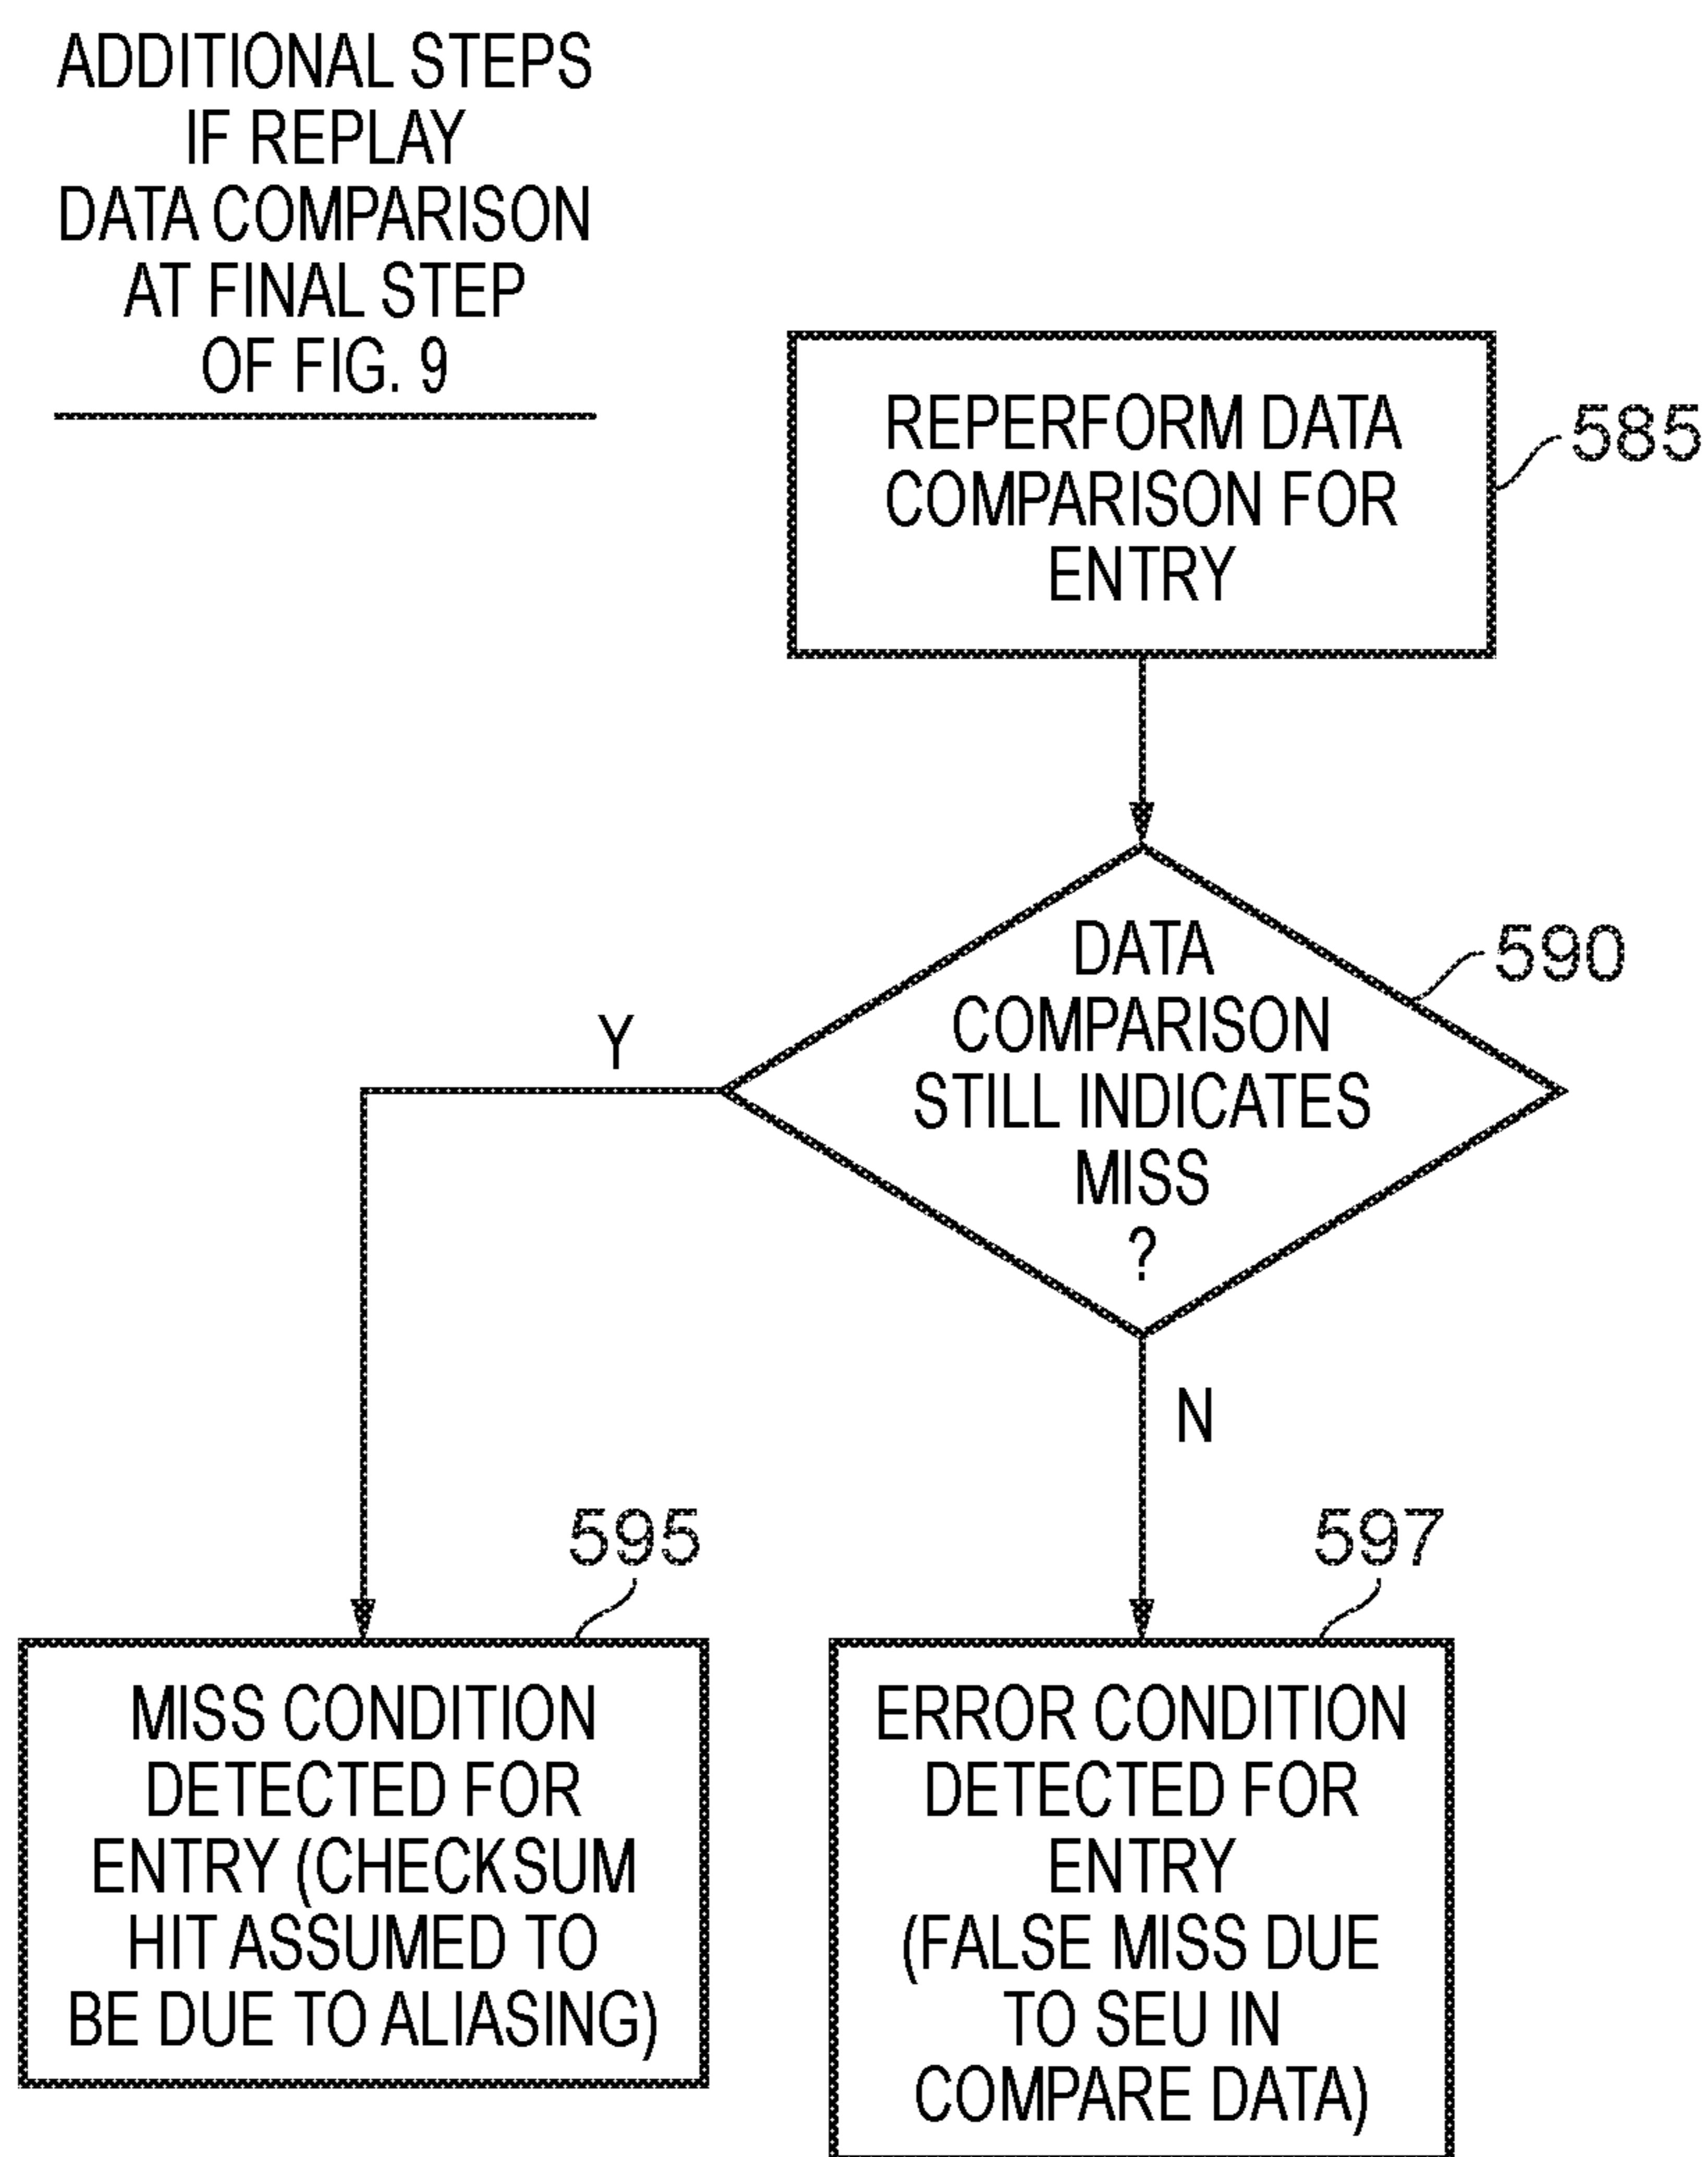 ADDITIONAL STEPS
IF REPLAY
DATA COMPARISON
AT FINAL STEP
OF FIG. 9
REPERFORM DATA
COMPARISON FOR
ENTRY
585
DATA
COMPARISON
STILL INDICATES
MISS
?
590
Y
N
595
MISS CONDITION
DETECTED FOR
ENTRY (CHECKSUM
HIT ASSUMED TO
BE DUE TO ALIASING)
597
ERROR CONDITION
DETECTED FOR
ENTRY
(FALSE MISS DUE
TO SEU IN
COMPARE DATA)